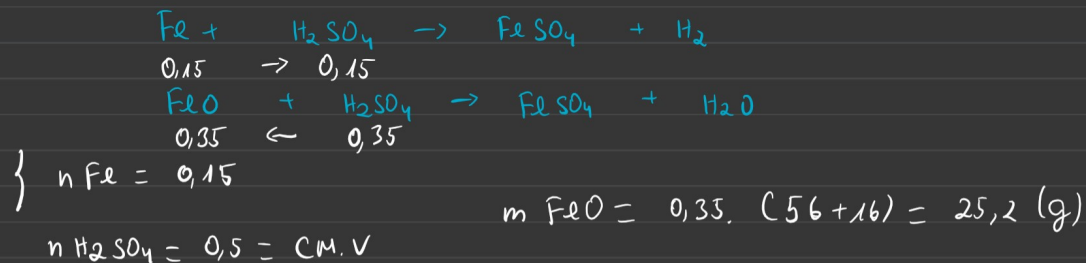 Fe + H₂SO₄ -> FeSO₄ + H₂
0,15 -> 0,15
FeO + H₂SO₄ -> FeSO₄ + H₂O
0,35 <- 0,35
} n Fe = 0,15
m FeO = 0,35. (56+16) = 25,2 (g)
n H₂SO₄ = 0,5 = CM.V